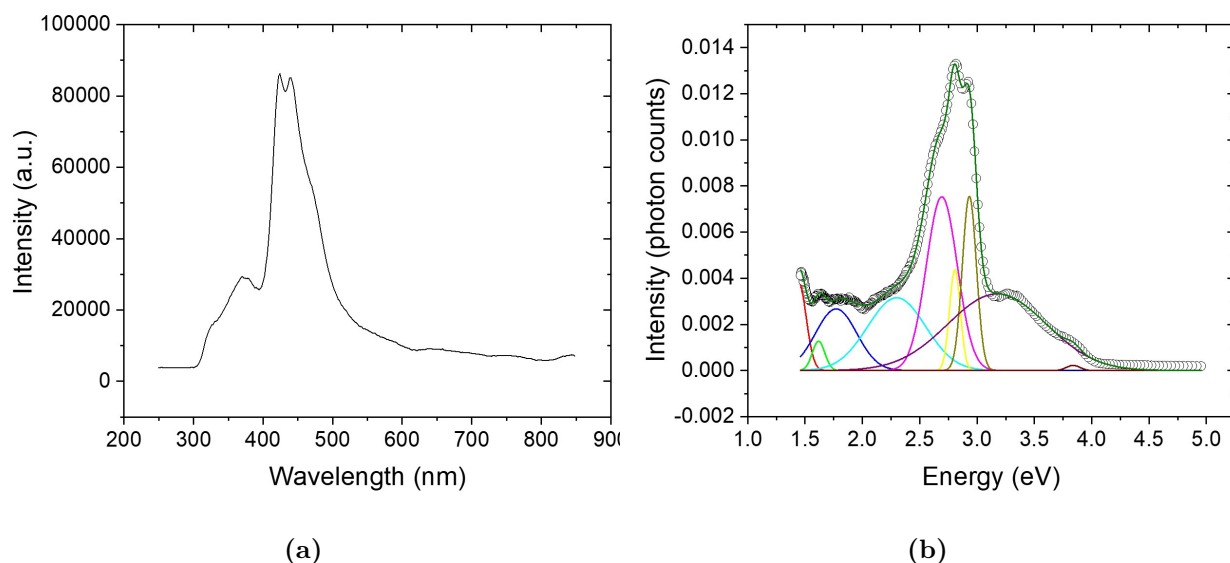 100000
80000
60000
40000
20000
0
Intensity (a.u.)
200 300 400 500 600 700 800 900
Wavelength (nm)
(a)
0.014
0.012
0.010
0.008
0.006
0.004
0.002
0.000
-0.002
Intensity (photon counts)
1.0 1.5 2.0 2.5 3.0 3.5 4.0 4.5 5.0
Energy (eV)
(b)